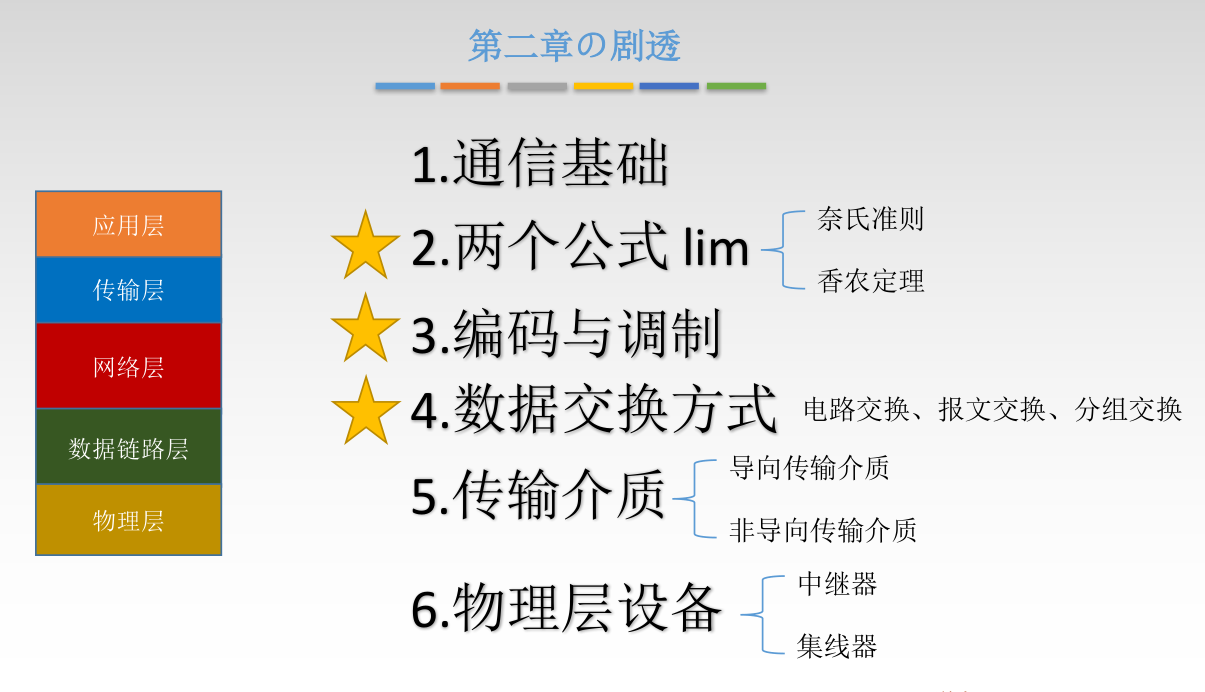 第二章の剧透
应用层
传输层
网络层
数据链路层
物理层
1.通信基础
2.两个公式 lim
奈氏准则
香农定理
3.编码与调制
4.数据交换方式
电路交换、报文交换、分组交换
5.传输介质
导向传输介质
非导向传输介质
6.物理层设备
中继器
集线器